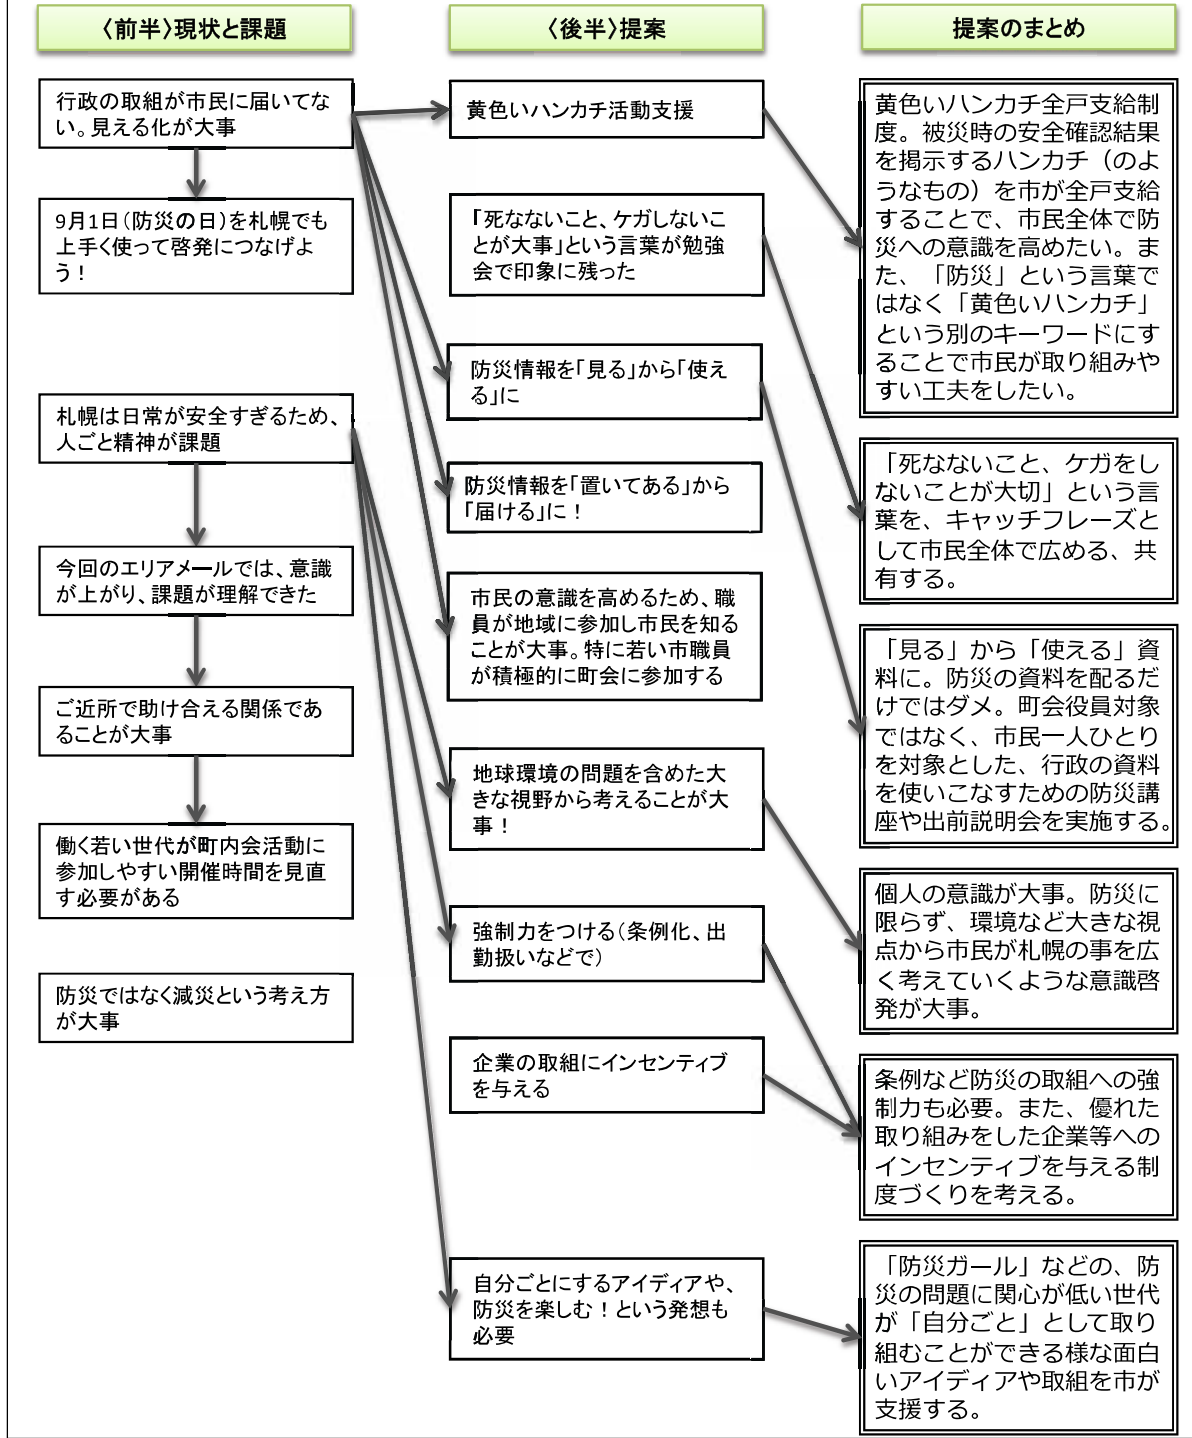 〈前半〉現状と課題
行政の取組が市民に届いてな
い。見える化が大事
9月1日（防災の日）を札幌でも
上手く使って啓発につなげよ
う！
札幌は日常が安全すぎるため、
人ごと精神が課題
今回のエリアメールでは、意識
が上がり、課題が理解できた
ご近所で助け合える関係であ
ることが大事
働く若い世代が町内会活動に
参加しやすい開催時間を見直
す必要がある
防災ではなく減災という考え方
が大事
〈後半〉提案
黄色いハンカチ活動支援
「死なないこと、ケガしないこ
とが大事」という言葉が勉強
会で印象に残った
防災情報を「見る」から「使え
る」に
防災情報を「置いてある」から
「届ける」に！
市民の意識を高めるため、職
員が地域に参加し市民を知る
ことが大事。特に若い市職員
が積極的に町会に参加する
地球環境の問題を含めた大
きな視野から考えることが大
事！
強制力をつける（条例化、出
勤扱いなどで）
企業の取組にインセンティブ
を与える
自分ごとにするアイディアや、
防災を楽しむ！という発想も
必要
提案のまとめ
黄色いハンカチ全戸支給制
度。被災時の安全確認結果
を掲示するハンカチ（のよ
うなもの）を市が全戸支給
することで、市民全体で防
災への意識を高めたい。ま
た、「防災」という言葉で
はなく「黄色いハンカチ」
という別のキーワードにす
ることで市民が取り組みや
すい工夫をしたい。
「死なないこと、ケガをし
ないことが大切」という言
葉を、キャッチフレーズと
して市民全体で広める、共
有する。
「見る」から「使える」資
料に。防災の資料を配るだ
けではダメ。町会役員対象
ではなく、市民一人ひとり
を対象とした、行政の資料
を使いこなすための防災講
座や出前説明会を実施する。
個人の意識が大事。防災に
限らず、環境など大きな視
点から市民が札幌の事を広
く考えていくような意識啓
発が大事。
条例など防災の取組への強
制力も必要。また、優れた
取り組みをした企業等への
インセンティブを与える制
度づくりを考える。
「防災ガール」などの、防
災の問題に関心が低い世代
が「自分ごと」として取り
組むことができる様な面白
いアイディアや取組を市が
支援する。